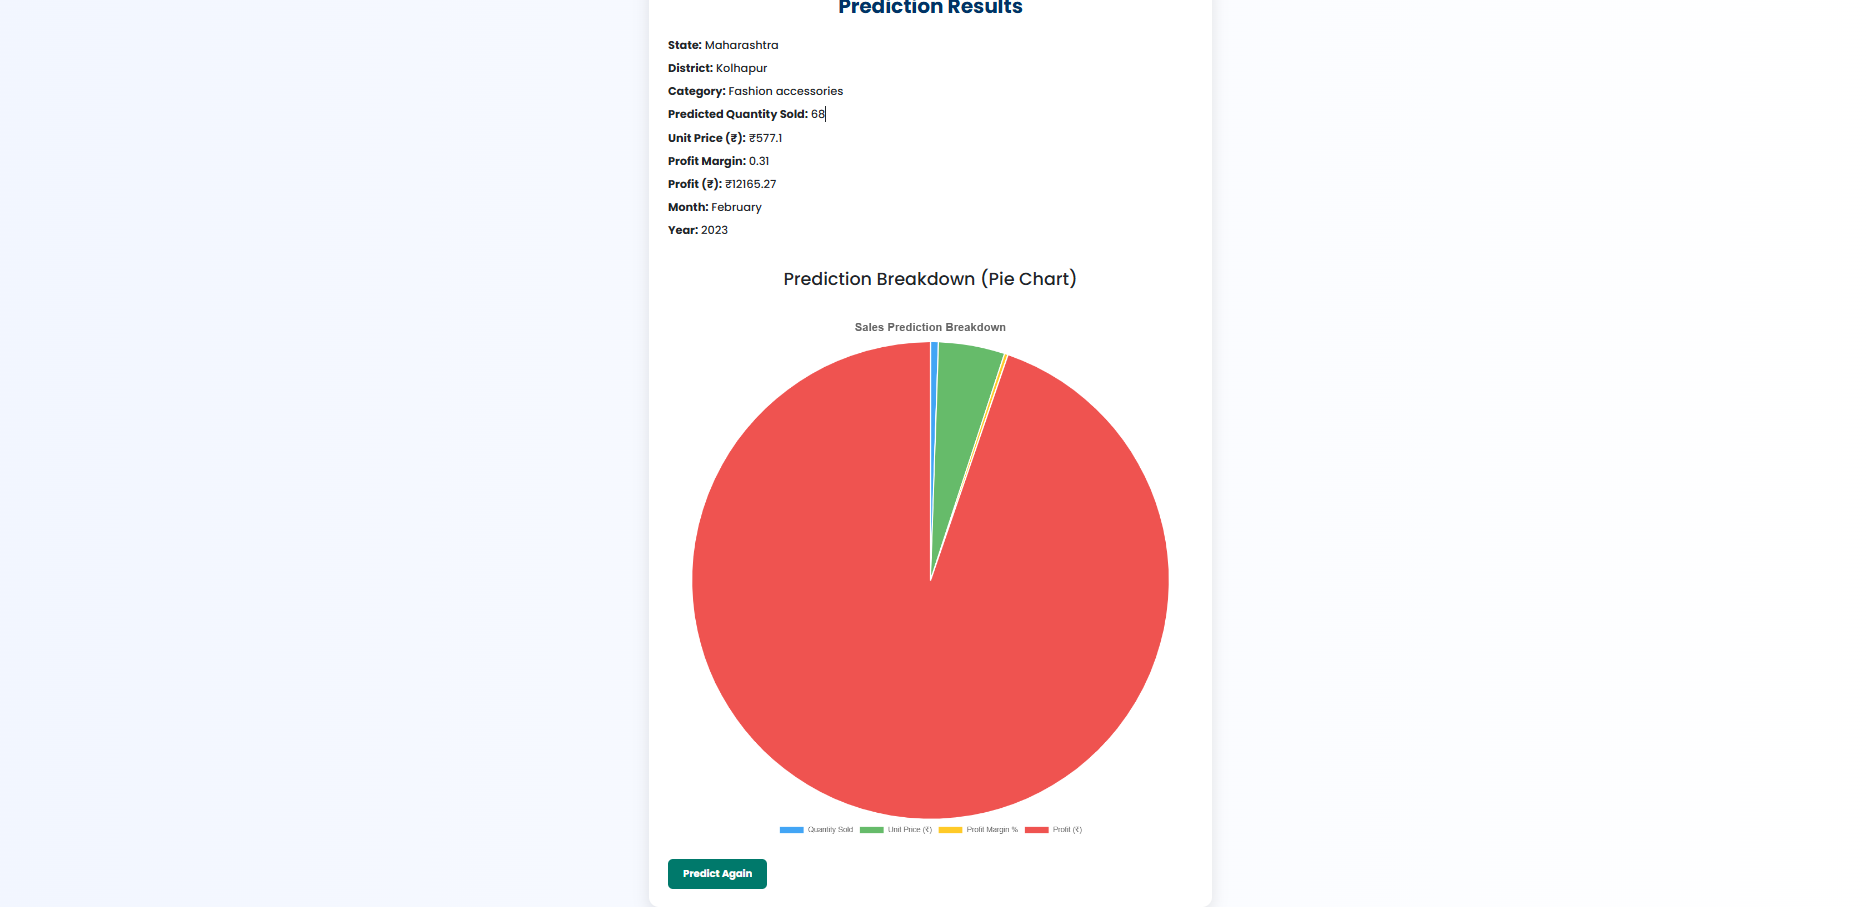 Prediction Results
State: Maharashtra
District: Kolhapur
Category: Fashion accessories
Predicted Quantity Sold: 68
Unit Price (₹): ₹577.1
Profit Margin: 0.31
Profit (₹): ₹12165.27
Month: February
Year: 2023
Prediction Breakdown (Pie Chart)
Sales Prediction Breakdown
Quantity Sold Unit Price (₹) Profit Margin % Profit (₹)
Predict Again